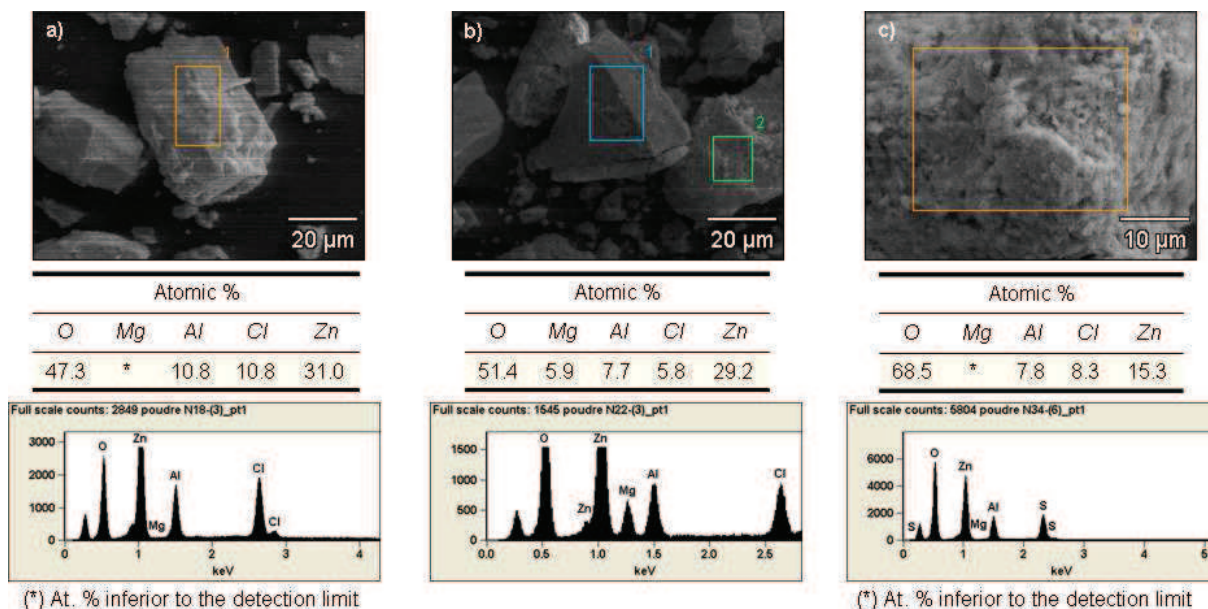 a)
1
20 µm
b)
1
2
20 µm
c)
10 µm
Atomic %
O Mg Al Cl Zn
47.3 * 10.8 10.8 31.0
Atomic %
O Mg Al Cl Zn
51.4 5.9 7.7 5.8 29.2
Atomic %
O Mg Al Cl Zn
68.5 * 7.8 8.3 15.3
Full scale counts: 2849 poudre N18-(3)_pt1
3000
2000
1000
0
O
Zn
Mg
Al
Cl
Cl
0 1 2 3 4
keV
Full scale counts: 1545 poudre N22-(3)_pt1
1500
1000
500
0
O
Zn
Zn
Mg
Al
Cl
0.0 0.5 1.0 1.5 2.0 2.5
keV
Full scale counts: 5804 poudre N34-(6)_pt1
6000
4000
2000
0
S
O
Zn
Mg
Al
S
S
0 1 2 3 4 5
keV
(*) At. % inferior to the detection limit
(*) At. % inferior to the detection limit